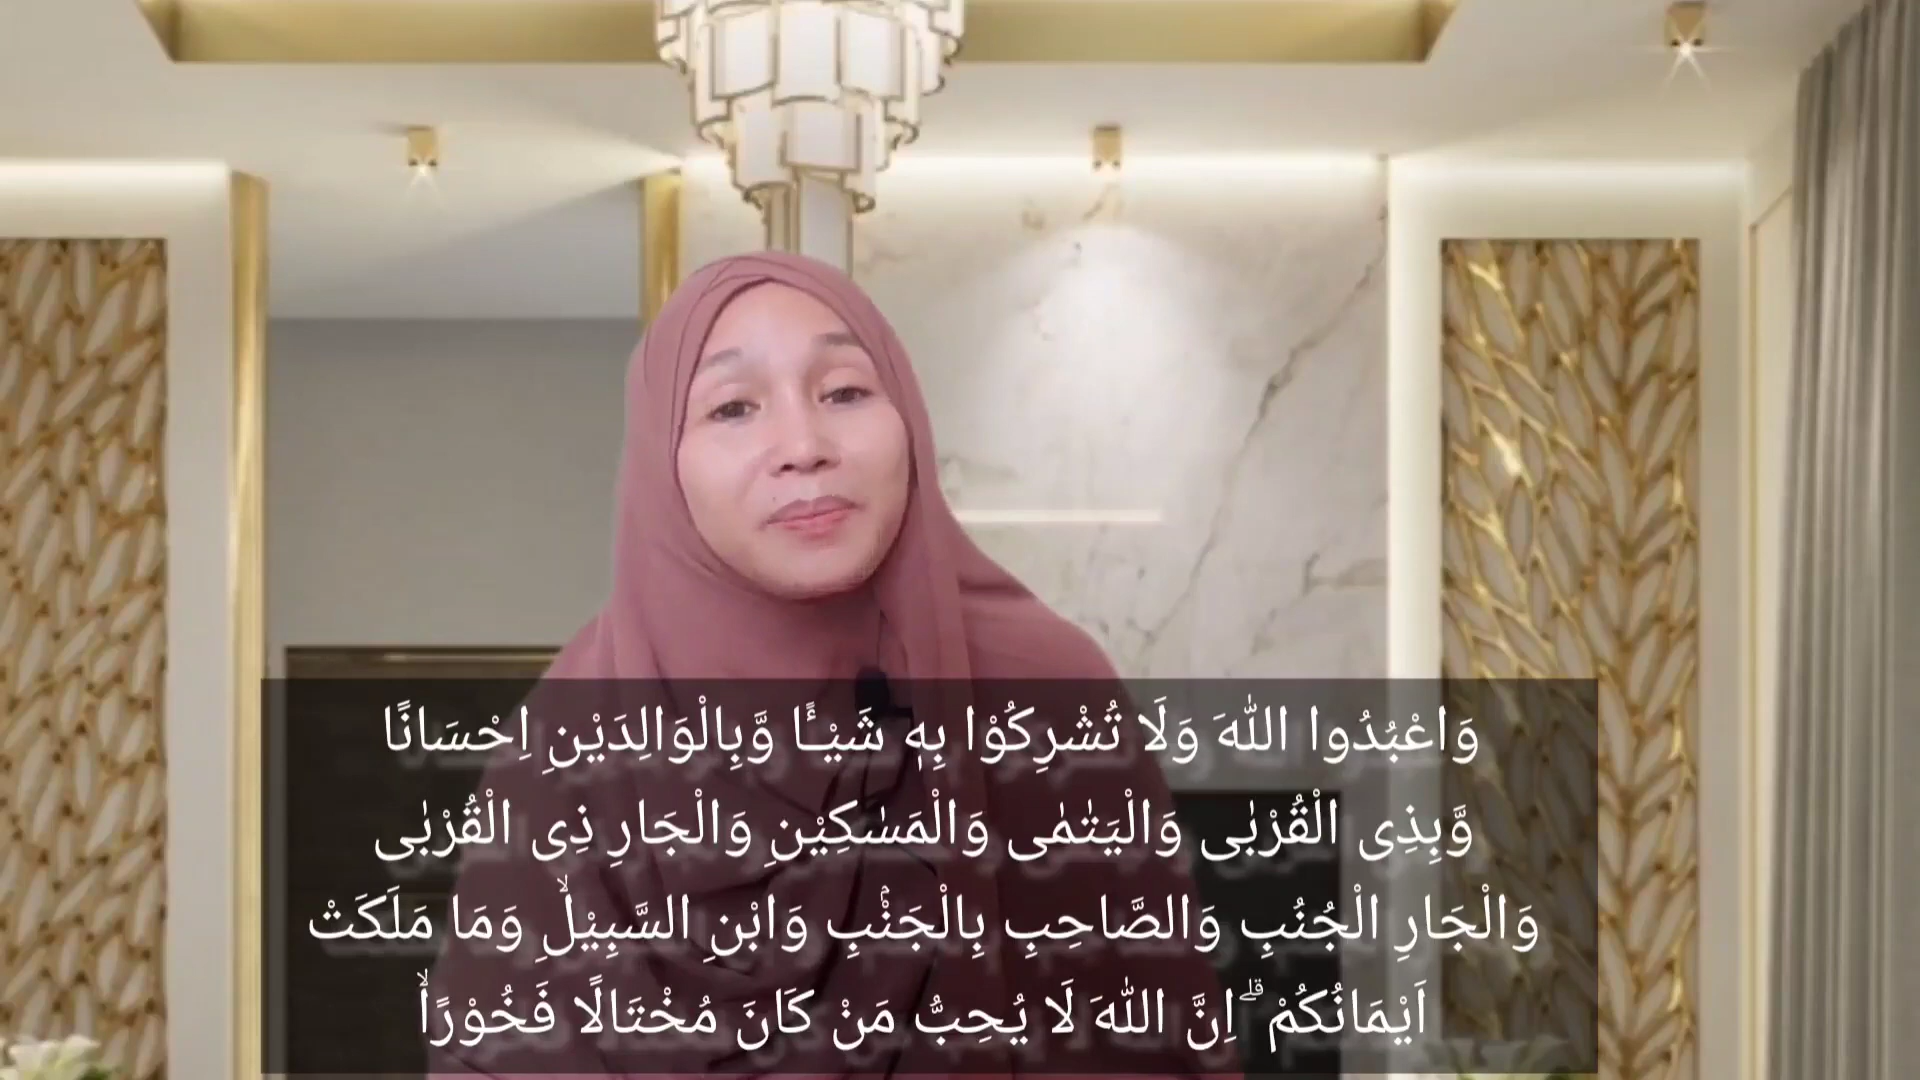 وَاعْبُدُوا اللّٰهَ وَلَا تُشْرِكُوْا بِهٖ شَيْـًٔا وَّبِالْوَالِدَيْنِ اِحْسَانًا
وَّبِذِى الْقُرْبٰى وَالْيَتٰمٰى وَالْمَسٰكِيْنِ وَالْجَارِ ذِى الْقُرْبٰى
وَالْجَارِ الْجُنُبِ وَالصَّاحِبِ بِالْجَنْۢبِ وَابْنِ السَّبِيْلِۙ وَمَا مَلَكَتْ
اَيْمَانُكُمْ ۗ اِنَّ اللّٰهَ لَا يُحِبُّ مَنْ كَانَ مُخْتَالًا فَخُوْرًاۙ